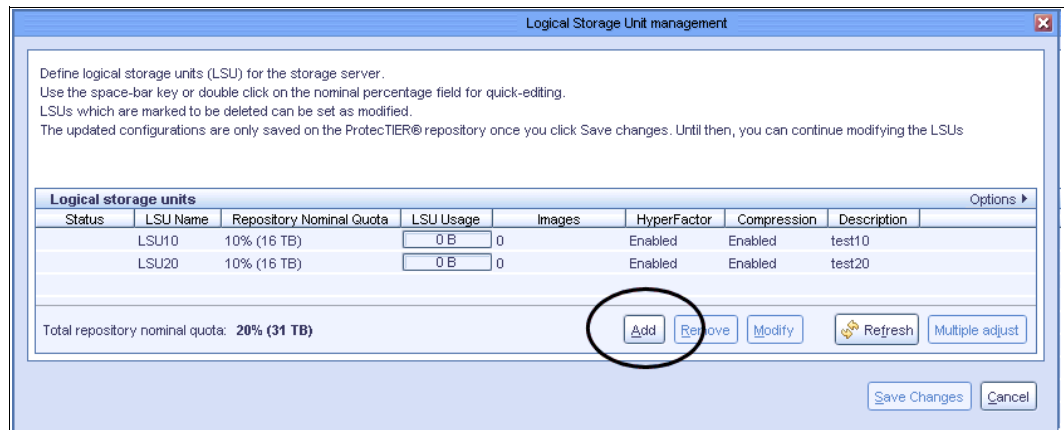 Logical Storage Unit management
Define logical storage units (LSU) for the storage server.
Use the space-bar key or double click on the nominal percentage field for quick-editing.
LSUs which are marked to be deleted can be set as modified.
The updated configurations are only saved on the ProtecTIER® repository once you click Save changes. Until then, you can continue modifying the LSUs
Logical storage units Options
Status LSU Name Repository Nominal Quota LSU Usage Images HyperFactor Compression Description
LSU10 10% (16 TB) 0 B 0 Enabled Enabled test10
LSU20 10% (16 TB) 0 B 0 Enabled Enabled test20
Total repository nominal quota: 20% (31 TB) Add Remove Modify Refresh Multiple adjust
Save Changes Cancel